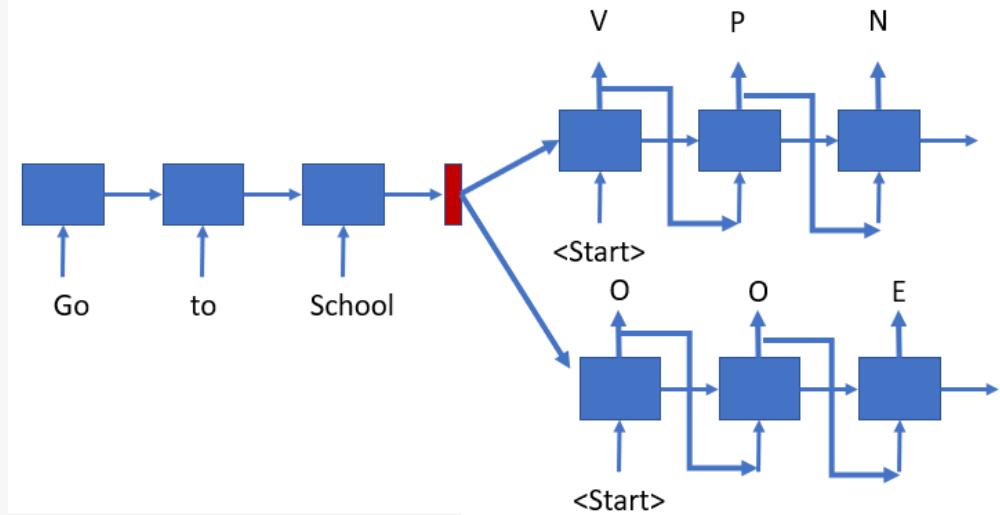 V P N
<Start>
Go to School
O O E
<Start>